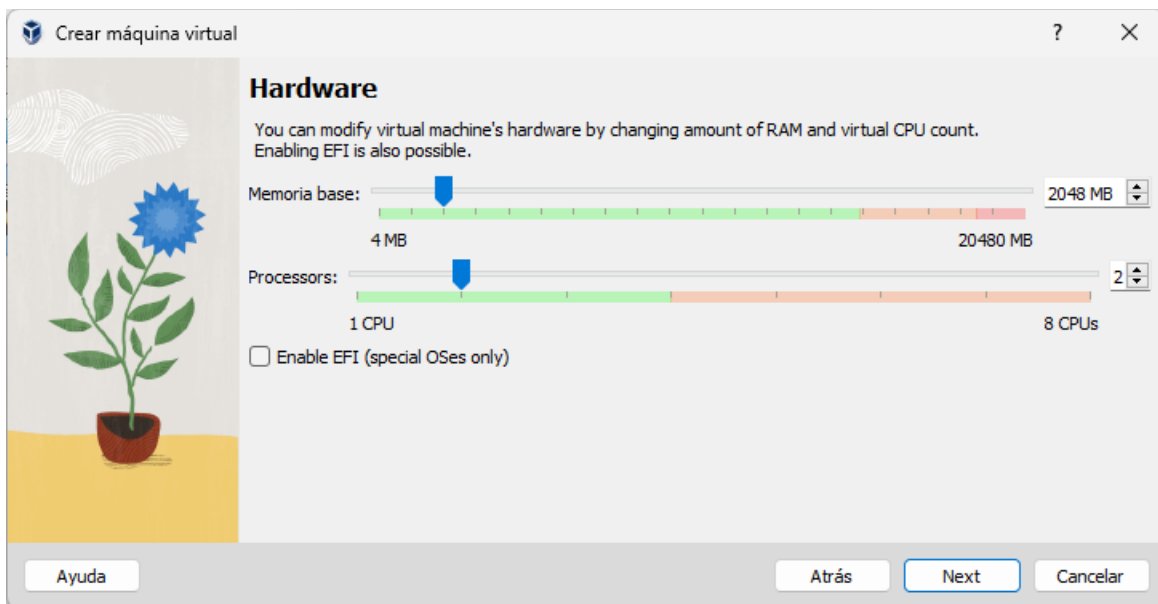 Crear máquina virtual
?
Hardware
You can modify virtual machine's hardware by changing amount of RAM and virtual CPU count.
Enabling EFI is also possible.
Memoria base:
2048 MB
4 MB
20480 MB
Processors:
2
1 CPU
8 CPUs
Enable EFI (special OSes only)
Ayuda
Atrás
Next
Cancelar